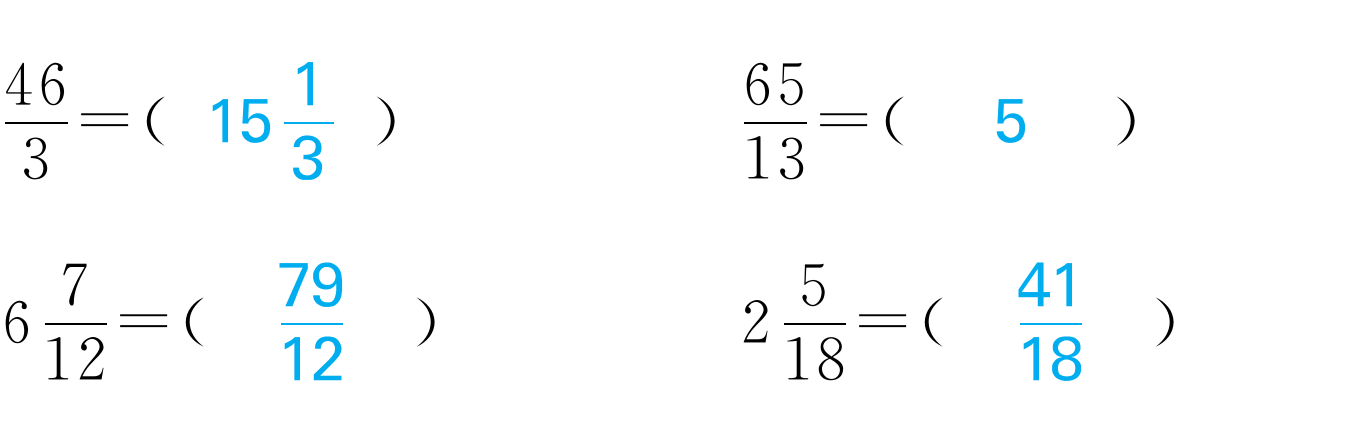 46/3=( 15 1/3 ) 65/13=( 5 )
6 7/12=( 79/12 ) 2 5/18=( 41/18 )